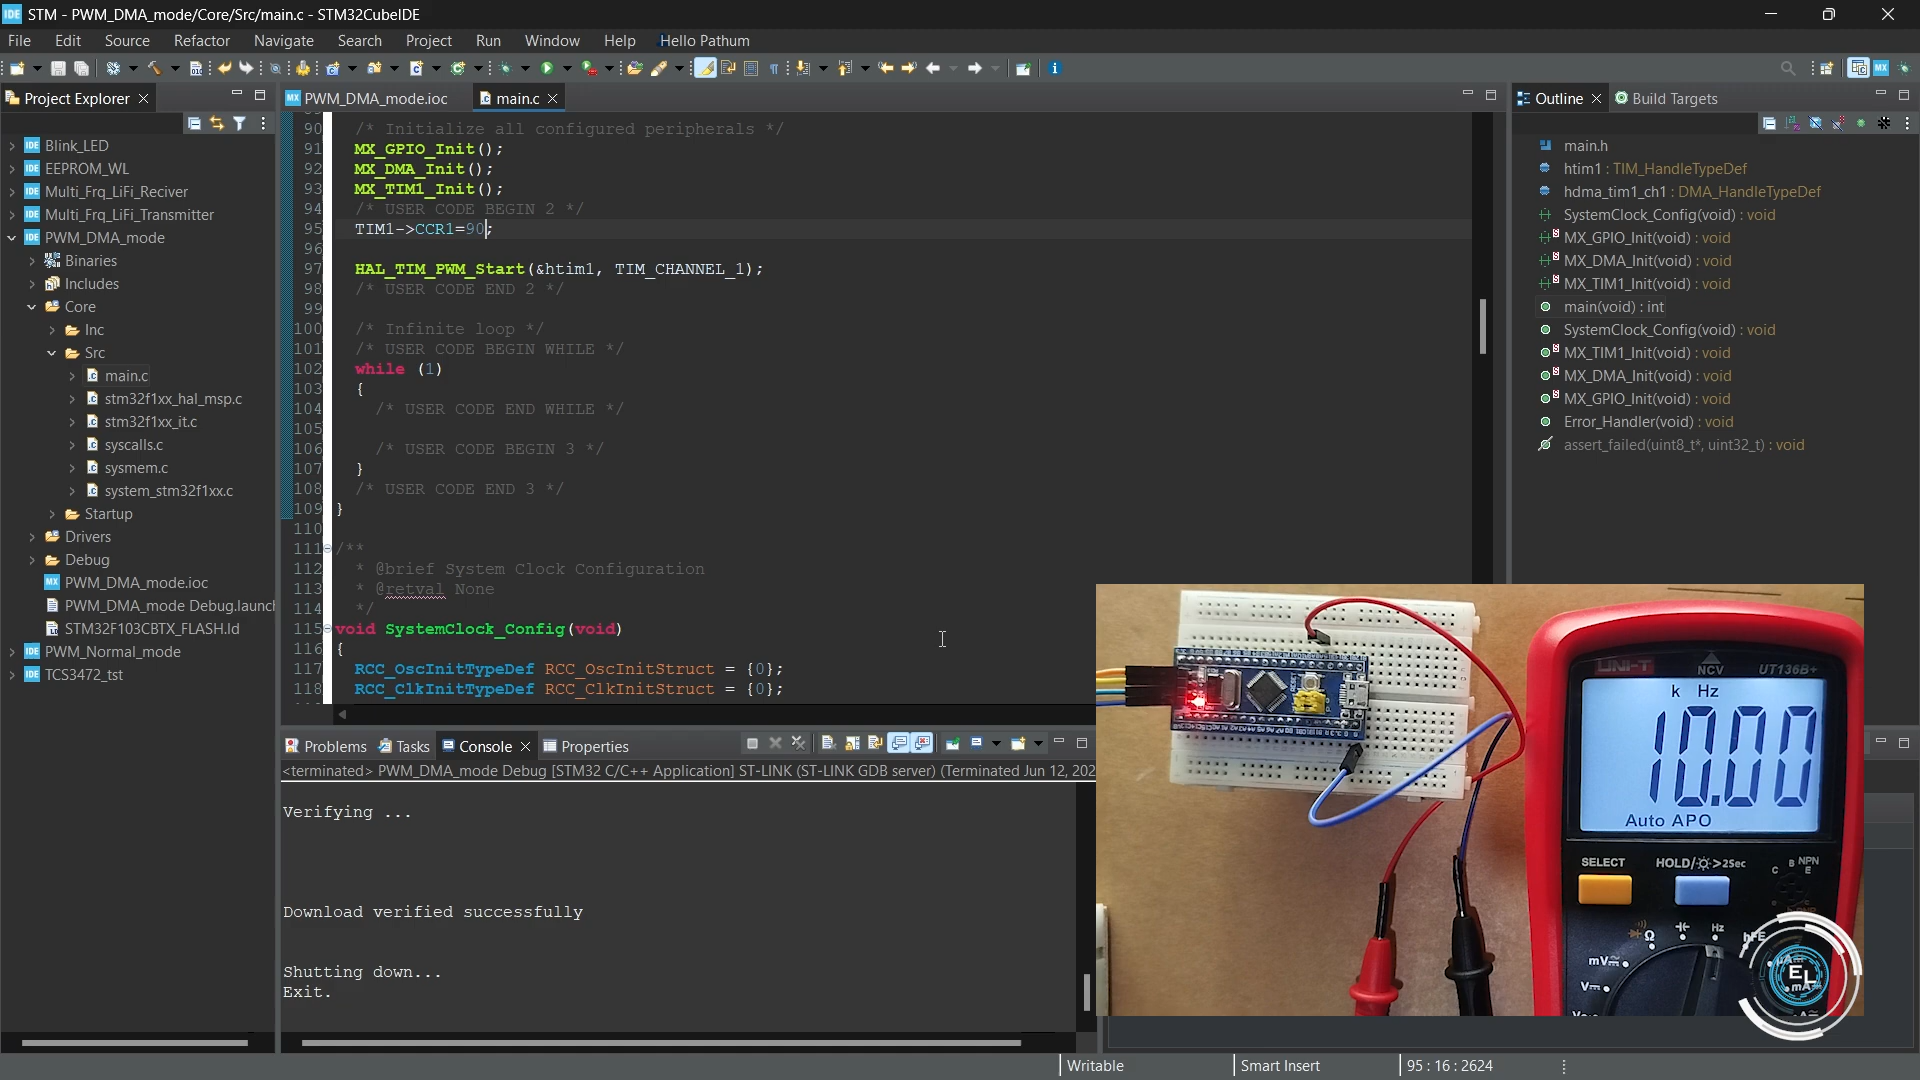 STM - PWM_DMA_mode/Core/Src/main.c - STM32CubeIDE
File Edit Source Refactor Navigate Search Project Run Window Help Hello Pathum
Project Explorer
Blink_LED
EEPROM_WL
Multi_Frq_LiFi_Reciver
Multi_Frq_LiFi_Transmitter
PWM_DMA_mode
Binaries
Includes
Core
Inc
Src
main.c
stm32f1xx_hal_msp.c
stm32f1xx_it.c
syscalls.c
sysmem.c
system_stm32f1xx.c
Startup
Drivers
Debug
PWM_DMA_mode.ioc
PWM_DMA_mode Debug.launch
STM32F103CBTX_FLASH.ld
PWM_Normal_mode
TCS3472_tst
PWM_DMA_mode.ioc main.c
90 /* Initialize all configured peripherals */
91 MX_GPIO_Init();
92 MX_DMA_Init();
93 MX_TIM1_Init();
94 /* USER CODE BEGIN 2 */
95 TIM1->CCR1=90;
96
97 HAL_TIM_PWM_Start(&htim1, TIM_CHANNEL_1);
98 /* USER CODE END 2 */
99
100 /* Infinite loop */
101 /* USER CODE BEGIN WHILE */
102 while (1)
103 {
104 /* USER CODE END WHILE */
105
106 /* USER CODE BEGIN 3 */
107 }
108 /* USER CODE END 3 */
109 }
110
111 /**
112 * @brief System Clock Configuration
113 * @retval None
114 */
115 void SystemClock_Config(void)
116 {
117 RCC_OscInitTypeDef RCC_OscInitStruct = {0};
118 RCC_ClkInitTypeDef RCC_ClkInitStruct = {0};
Outline Build Targets
main.h
htim1 : TIM_HandleTypeDef
hdma_tim1_ch1 : DMA_HandleTypeDef
SystemClock_Config(void) : void
MX_GPIO_Init(void) : void
MX_DMA_Init(void) : void
MX_TIM1_Init(void) : void
main(void) : int
SystemClock_Config(void) : void
MX_TIM1_Init(void) : void
MX_DMA_Init(void) : void
MX_GPIO_Init(void) : void
Error_Handler(void) : void
assert_failed(uint8_t*, uint32_t) : void
Problems Tasks Console Properties
<terminated> PWM_DMA_mode Debug [STM32 C/C++ Application] ST-LINK (ST-LINK GDB server) (Terminated Jun 12, 202
Verifying ...
Download verified successfully
Shutting down...
Exit.
UNI-T NCV UT136B+
k Hz
10.00
Auto APO
SELECT HOLD/ >2Sec
C B NPN E
Ω Hz hFE
mV
V
EL
Writable Smart Insert 95 : 16 : 2624